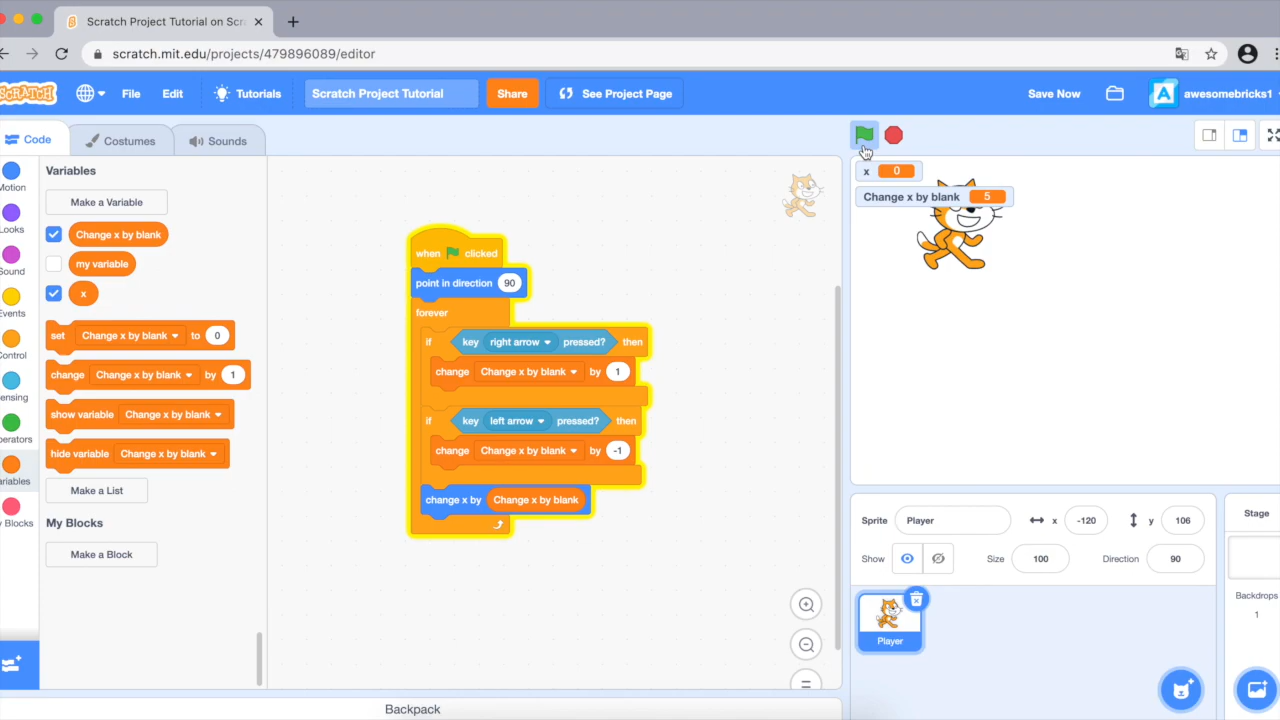 Scratch Project Tutorial on Scr
scratch.mit.edu/projects/479896089/editor
SCRATCH
File
Edit
Tutorials
Scratch Project Tutorial
Share
See Project Page
Save Now
A
awesomebricks1
Code
Costumes
Sounds
Motion
Looks
Sound
Events
Control
ensing
perators
ariables
y Blocks
Variables
Make a Variable
Change x by blank
my variable
x
set Change x by blank to 0
change Change x by blank by 1
show variable Change x by blank
hide variable Change x by blank
Make a List
My Blocks
Make a Block
when clicked
point in direction 90
forever
if key right arrow pressed? then
change Change x by blank by 1
if key left arrow pressed? then
change Change x by blank by -1
change x by Change x by blank
Backpack
x 0
Change x by blank 5
Sprite Player x -120 y 106
Show Size 100 Direction 90
Player
Stage
Backdrops
1